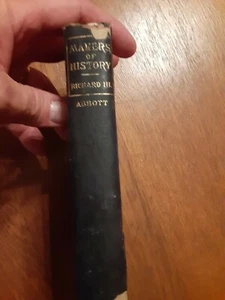 MAKERS
OF
HISTORY
RICHARD III.
ABBOTT